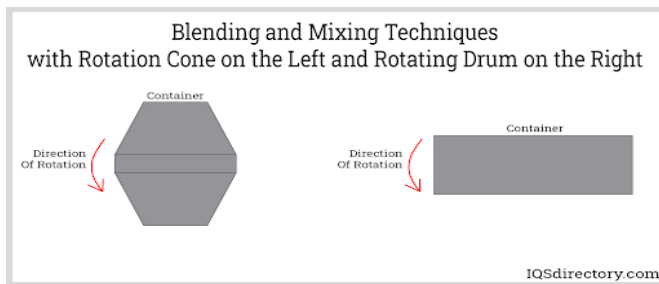 Blending and Mixing Techniques
with Rotation Cone on the Left and Rotating Drum on the Right
Container
Direction
Of Rotation
Container
Direction
Of Rotation
IQSdirectory.com